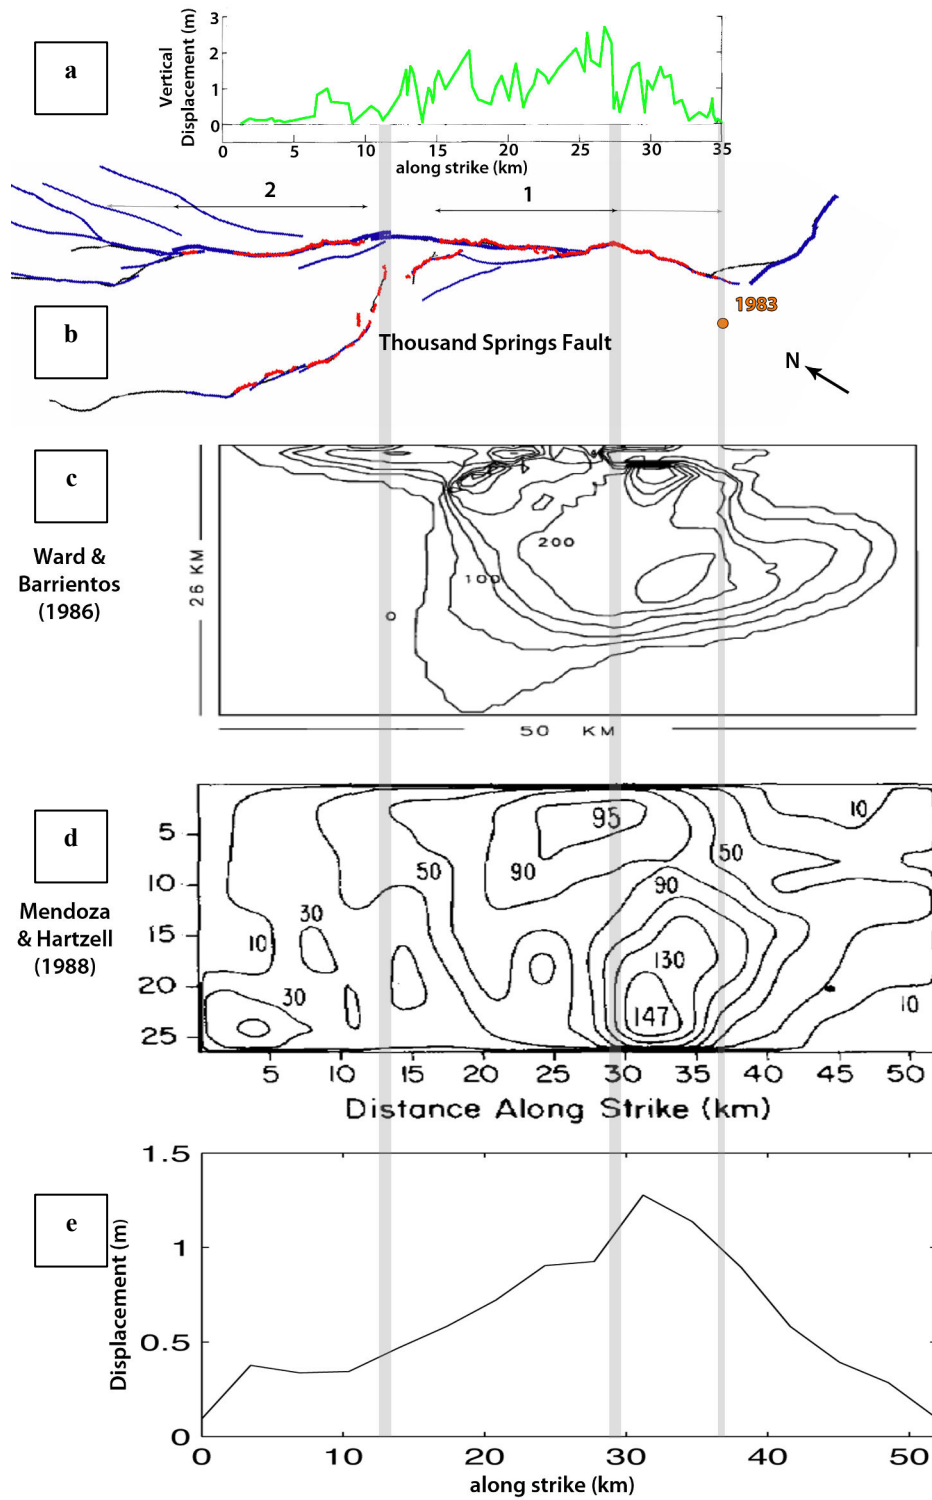 a
Vertical
Displacement (m)
3
2
1
0
0 5 10 15 20 25 30 35
along strike (km)
2
1
b
1983
Thousand Springs Fault
N
c
Ward &
Barrientos
(1986)
26 KM
200
100
50 KM
d
Mendoza
& Hartzell
(1988)
5
10
15
20
25
95
10
50
90
50
90
30
10
130
30
147
10
5 10 15 20 25 30 35 40 45 50
Distance Along Strike (km)
e
Displacement (m)
1.5
1
0.5
0
0 10 20 30 40 50
along strike (km)